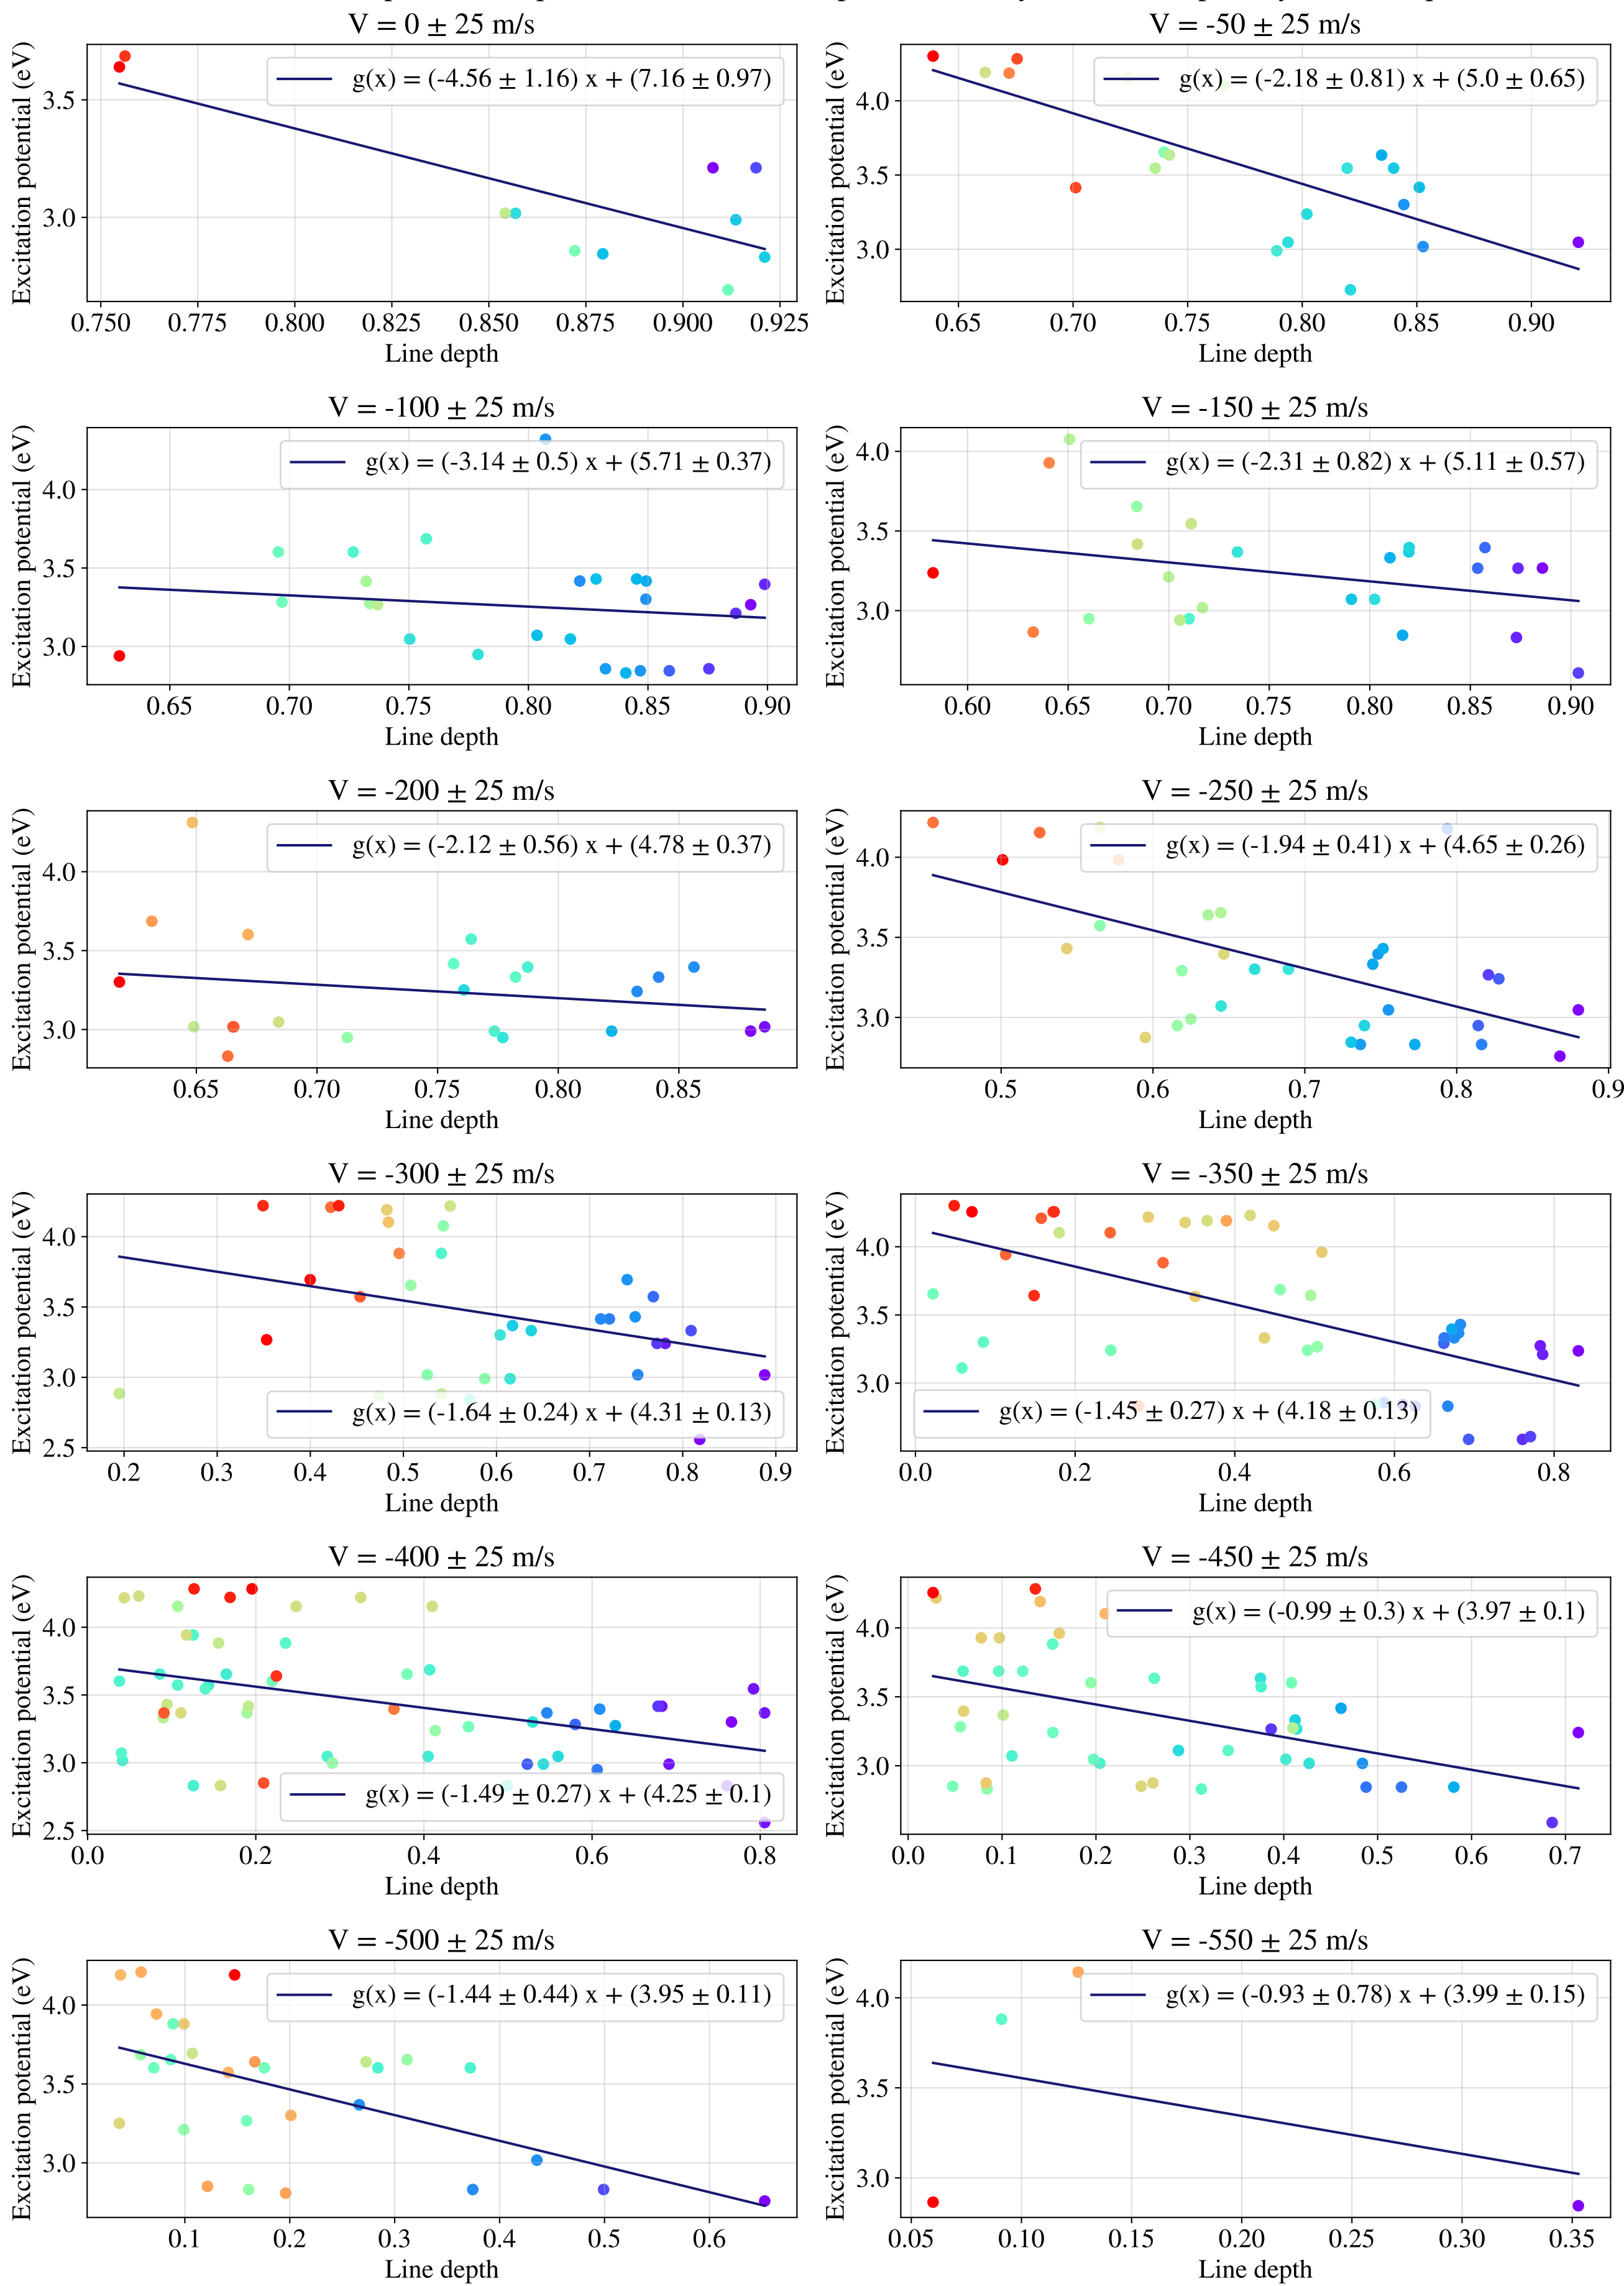 V = 0 ± 25 m/s
V = -50 ± 25 m/s
Excitation potential (eV)
3.5
3.0
g(x) = (-4.56 ± 1.16) x + (7.16 ± 0.97)
0.750 0.775 0.800 0.825 0.850 0.875 0.900 0.925
Line depth
Excitation potential (eV)
4.0
3.5
3.0
g(x) = (-2.18 ± 0.81) x + (5.0 ± 0.65)
0.65 0.70 0.75 0.80 0.85 0.90
Line depth
V = -100 ± 25 m/s
V = -150 ± 25 m/s
Excitation potential (eV)
4.0
3.5
3.0
g(x) = (-3.14 ± 0.5) x + (5.71 ± 0.37)
0.65 0.70 0.75 0.80 0.85 0.90
Line depth
Excitation potential (eV)
4.0
3.5
3.0
g(x) = (-2.31 ± 0.82) x + (5.11 ± 0.57)
0.60 0.65 0.70 0.75 0.80 0.85 0.90
Line depth
V = -200 ± 25 m/s
V = -250 ± 25 m/s
Excitation potential (eV)
4.0
3.5
3.0
g(x) = (-2.12 ± 0.56) x + (4.78 ± 0.37)
0.65 0.70 0.75 0.80 0.85
Line depth
Excitation potential (eV)
4.0
3.5
3.0
g(x) = (-1.94 ± 0.41) x + (4.65 ± 0.26)
0.5 0.6 0.7 0.8 0.9
Line depth
V = -300 ± 25 m/s
V = -350 ± 25 m/s
Excitation potential (eV)
4.0
3.5
3.0
2.5
g(x) = (-1.64 ± 0.24) x + (4.31 ± 0.13)
0.2 0.3 0.4 0.5 0.6 0.7 0.8 0.9
Line depth
Excitation potential (eV)
4.0
3.5
3.0
g(x) = (-1.45 ± 0.27) x + (4.18 ± 0.13)
0.0 0.2 0.4 0.6 0.8
Line depth
V = -400 ± 25 m/s
V = -450 ± 25 m/s
Excitation potential (eV)
4.0
3.5
3.0
2.5
g(x) = (-1.49 ± 0.27) x + (4.25 ± 0.1)
0.0 0.2 0.4 0.6 0.8
Line depth
Excitation potential (eV)
4.0
3.5
3.0
g(x) = (-0.99 ± 0.3) x + (3.97 ± 0.1)
0.0 0.1 0.2 0.3 0.4 0.5 0.6 0.7
Line depth
V = -500 ± 25 m/s
V = -550 ± 25 m/s
Excitation potential (eV)
4.0
3.5
3.0
g(x) = (-1.44 ± 0.44) x + (3.95 ± 0.11)
0.1 0.2 0.3 0.4 0.5 0.6
Line depth
Excitation potential (eV)
4.0
3.5
3.0
g(x) = (-0.93 ± 0.78) x + (3.99 ± 0.15)
0.05 0.10 0.15 0.20 0.25 0.30 0.35
Line depth